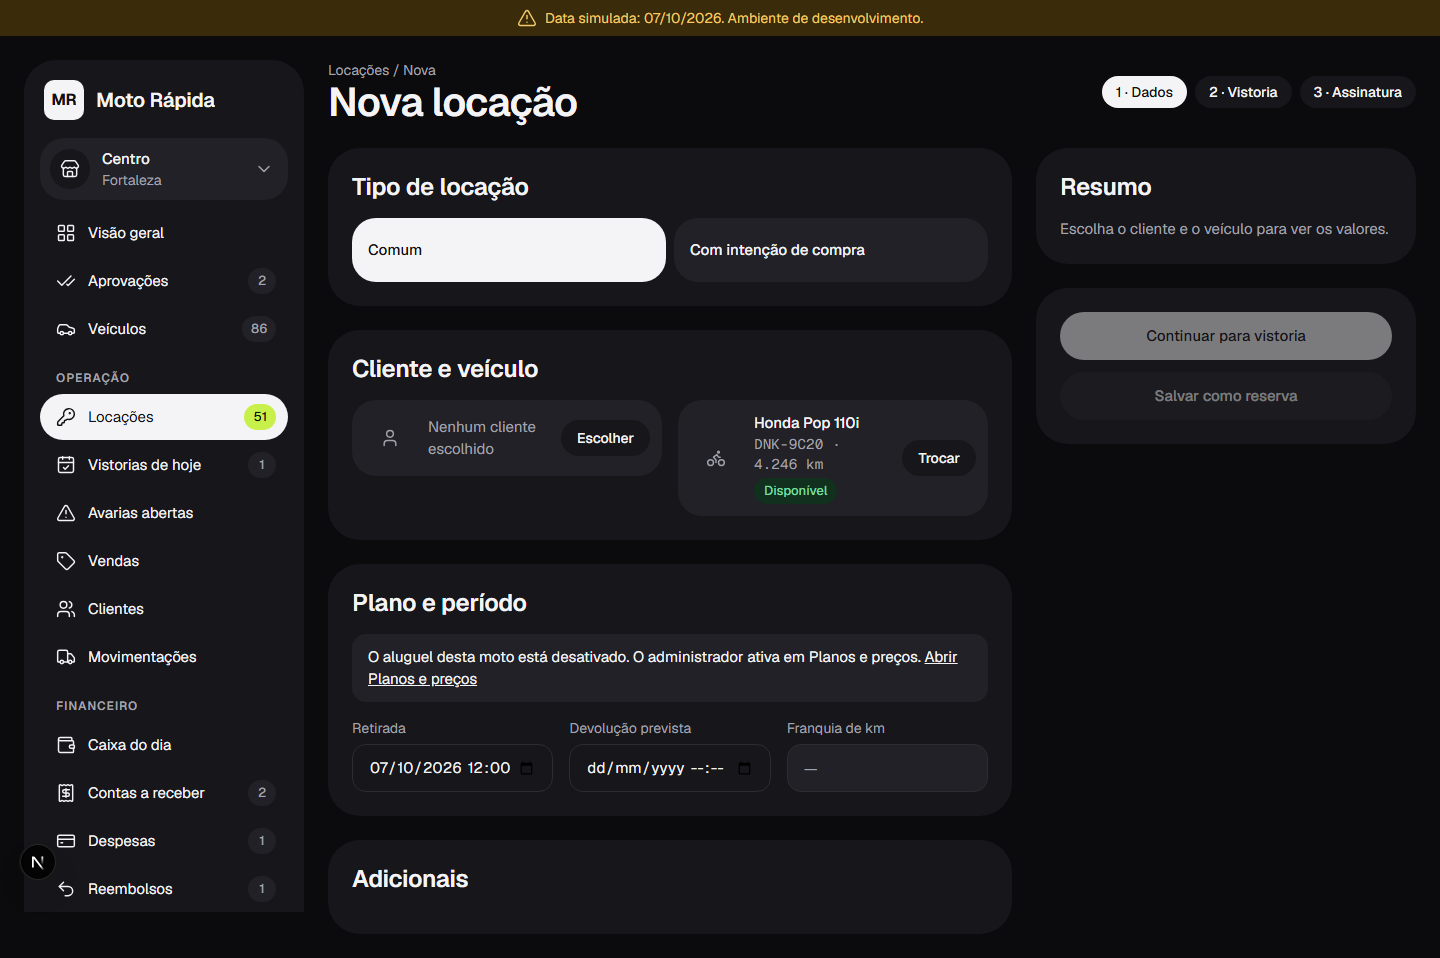 Data simulada: 07/10/2026. Ambiente de desenvolvimento.
MR
Moto Rápida
Centro
Fortaleza
Visão geral
Aprovações
2
Veículos
86
OPERAÇÃO
Locações
51
Vistorias de hoje
1
Avarias abertas
Vendas
Clientes
Movimentações
FINANCEIRO
Caixa do dia
Contas a receber
2
Despesas
1
Reembolsos
1
N
Locações / Nova
Nova locação
1 · Dados
2 · Vistoria
3 · Assinatura
Tipo de locação
Comum
Com intenção de compra
Cliente e veículo
Nenhum cliente
escolhido
Escolher
Honda Pop 110i
DNK-9C20 ·
4.246 km
Disponível
Trocar
Plano e período
O aluguel desta moto está desativado. O administrador ativa em Planos e preços. Abrir
Planos e preços
Retirada
07/10/2026 12:00
Devolução prevista
dd/mm/yyyy --:--
Franquia de km
—
Adicionais
Resumo
Escolha o cliente e o veículo para ver os valores.
Continuar para vistoria
Salvar como reserva